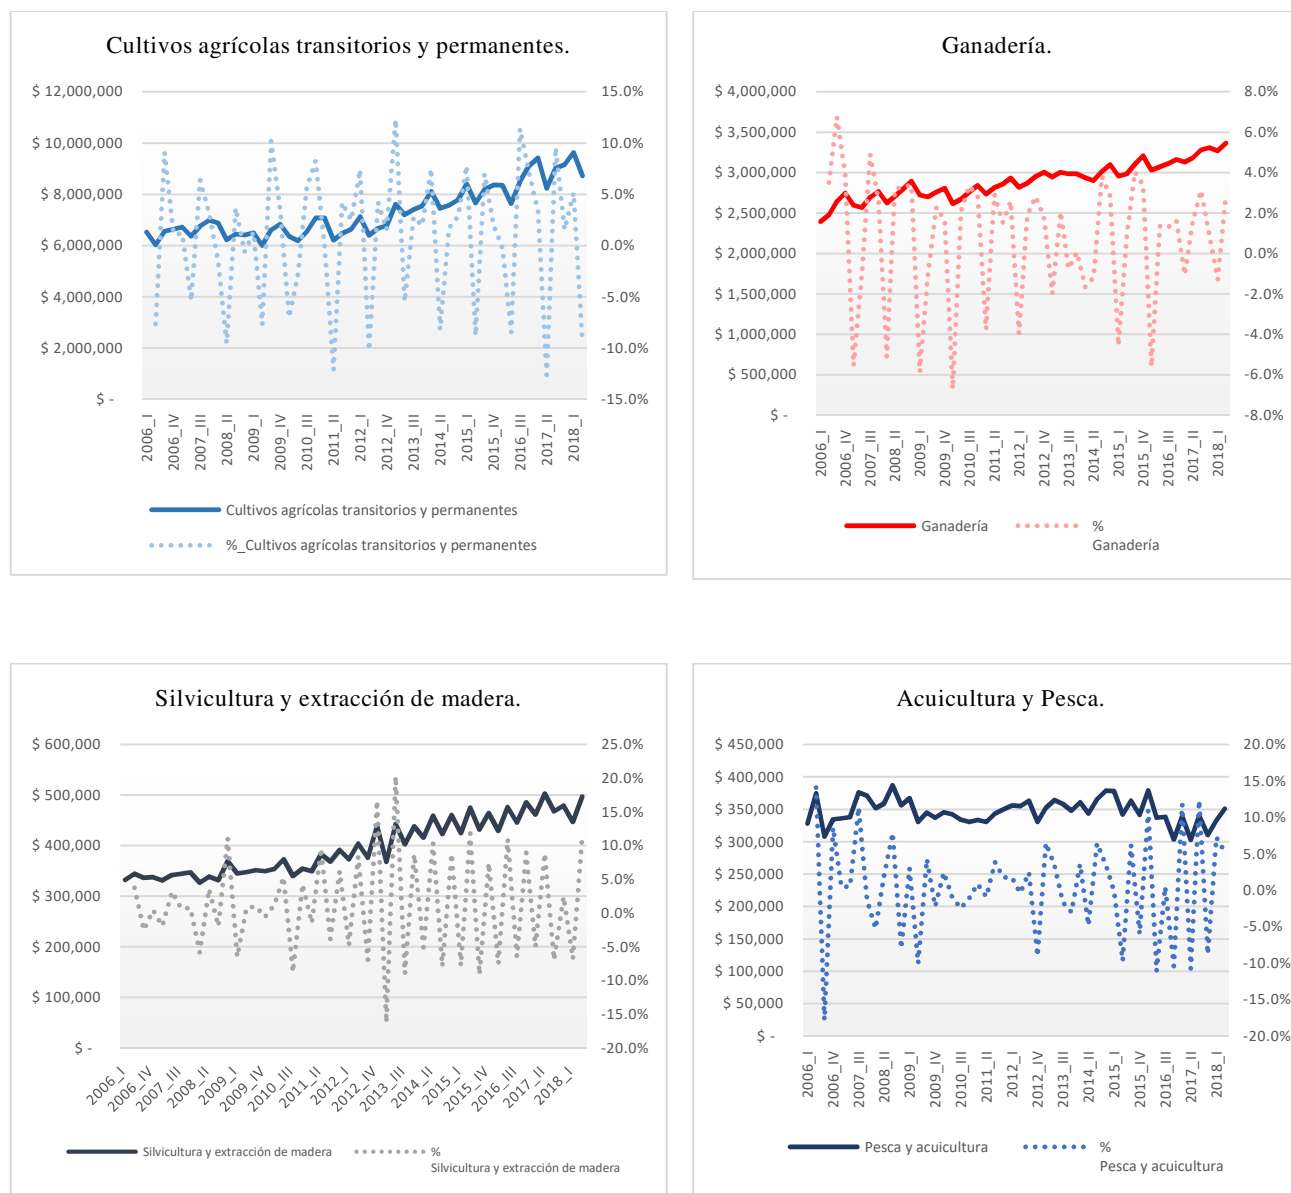 Cultivos agrícolas transitorios y permanentes.
$ 12,000,000
$ 10,000,000
$ 8,000,000
$ 6,000,000
$ 4,000,000
$ 2,000,000
$ -
15.0%
10.0%
5.0%
0.0%
-5.0%
-10.0%
-15.0%
2006_I
2006_IV
2007_III
2008_II
2009_I
2009_IV
2010_III
2011_II
2012_I
2012_IV
2013_III
2014_II
2015_I
2015_IV
2016_III
2017_II
2018_I
Cultivos agrícolas transitorios y permanentes
%_Cultivos agrícolas transitorios y permanentes
Ganadería.
$ 4,000,000
$ 3,500,000
$ 3,000,000
$ 2,500,000
$ 2,000,000
$ 1,500,000
$ 1,000,000
$ 500,000
$ -
8.0%
6.0%
4.0%
2.0%
0.0%
-2.0%
-4.0%
-6.0%
-8.0%
2006_I
2006_IV
2007_III
2008_II
2009_I
2009_IV
2010_III
2011_II
2012_I
2012_IV
2013_III
2014_II
2015_I
2015_IV
2016_III
2017_II
2018_I
Ganadería
%
Ganadería
Silvicultura y extracción de madera.
$ 600,000
$ 500,000
$ 400,000
$ 300,000
$ 200,000
$ 100,000
$ -
25.0%
20.0%
15.0%
10.0%
5.0%
0.0%
-5.0%
-10.0%
-15.0%
-20.0%
2006_I
2006_IV
2007_III
2008_II
2009_I
2009_IV
2010_III
2011_II
2012_I
2012_IV
2013_III
2014_II
2015_I
2015_IV
2016_III
2017_II
2018_I
Silvicultura y extracción de madera
%
Silvicultura y extracción de madera
Acuicultura y Pesca.
$ 450,000
$ 400,000
$ 350,000
$ 300,000
$ 250,000
$ 200,000
$ 150,000
$ 100,000
$ 50,000
$ -
20.0%
15.0%
10.0%
5.0%
0.0%
-5.0%
-10.0%
-15.0%
-20.0%
2006_I
2006_IV
2007_III
2008_II
2009_I
2009_IV
2010_III
2011_II
2012_I
2012_IV
2013_III
2014_II
2015_I
2015_IV
2016_III
2017_II
2018_I
Pesca y acuicultura
%
Pesca y acuicultura